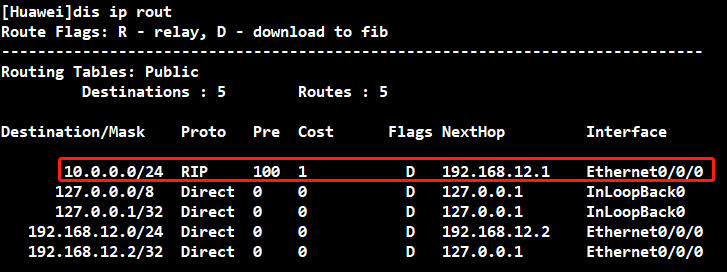 [Huawei]dis ip rout
Route Flags: R - relay, D - download to fib
------------------------------------------------------------------------------
Routing Tables: Public
         Destinations : 5        Routes : 5
Destination/Mask    Proto   Pre  Cost      Flags NextHop         Interface
       10.0.0.0/24  RIP     100  1           D   192.168.12.1    Ethernet0/0/0
      127.0.0.0/8   Direct  0    0           D   127.0.0.1       InLoopBack0
      127.0.0.1/32  Direct  0    0           D   127.0.0.1       InLoopBack0
   192.168.12.0/24  Direct  0    0           D   192.168.12.2    Ethernet0/0/0
   192.168.12.2/32  Direct  0    0           D   127.0.0.1       Ethernet0/0/0